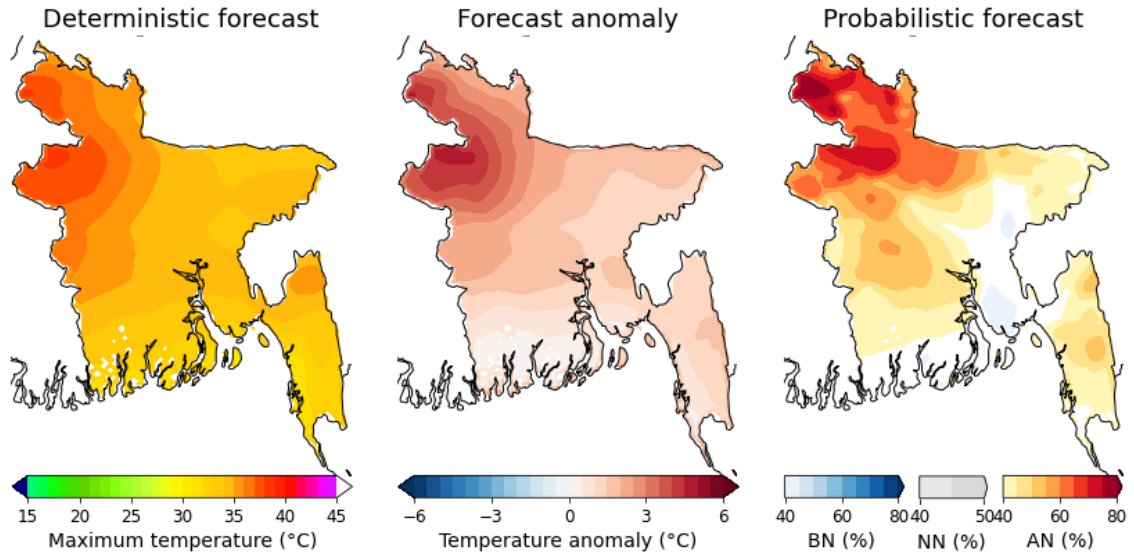 Deterministic forecast
Forecast anomaly
Probabilistic forecast
15 20 25 30 35 40 45
Maximum temperature (°C)
−6 −3 0 3 6
Temperature anomaly (°C)
40 60 80
BN (%)
40 50
NN (%)
40 60 80
AN (%)